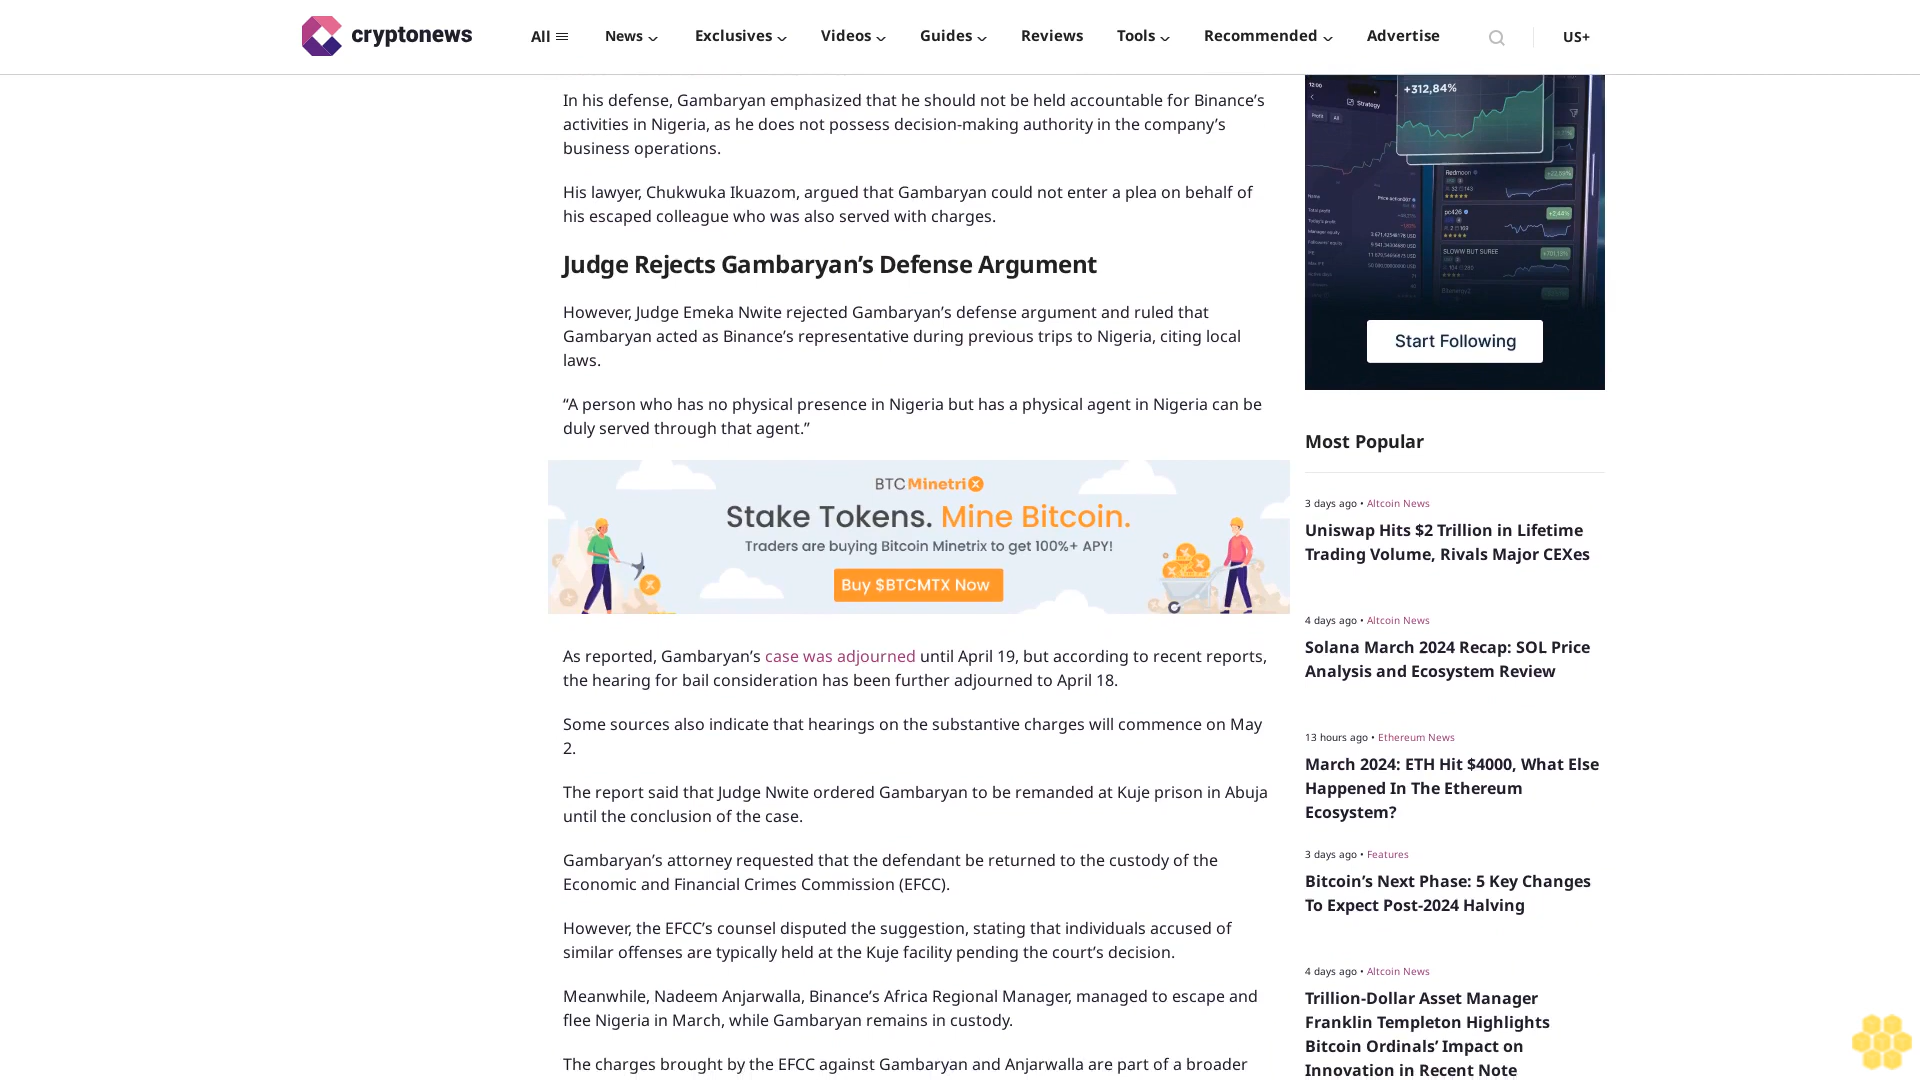 cryptonews
All
News
Exclusives
Videos
Guides
Reviews
Tools
Recommended
Advertise
US+
In his defense, Gambaryan emphasized that he should not be held accountable for Binance’s
activities in Nigeria, as he does not possess decision-making authority in the company’s
business operations.
His lawyer, Chukwuka Ikuazom, argued that Gambaryan could not enter a plea on behalf of
his escaped colleague who was also served with charges.
Judge Rejects Gambaryan’s Defense Argument
However, Judge Emeka Nwite rejected Gambaryan’s defense argument and ruled that
Gambaryan acted as Binance’s representative during previous trips to Nigeria, citing local
laws.
“A person who has no physical presence in Nigeria but has a physical agent in Nigeria can be
duly served through that agent.”
BTC Minetrix
Stake Tokens. Mine Bitcoin.
Traders are buying Bitcoin Minetrix to get 100%+ APY!
Buy $BTCMTX Now
As reported, Gambaryan’s case was adjourned until April 19, but according to recent reports,
the hearing for bail consideration has been further adjourned to April 18.
Some sources also indicate that hearings on the substantive charges will commence on May
2.
The report said that Judge Nwite ordered Gambaryan to be remanded at Kuje prison in Abuja
until the conclusion of the case.
Gambaryan’s attorney requested that the defendant be returned to the custody of the
Economic and Financial Crimes Commission (EFCC).
However, the EFCC’s counsel disputed the suggestion, stating that individuals accused of
similar offenses are typically held at the Kuje facility pending the court’s decision.
Meanwhile, Nadeem Anjarwalla, Binance’s Africa Regional Manager, managed to escape and
flee Nigeria in March, while Gambaryan remains in custody.
The charges brought by the EFCC against Gambaryan and Anjarwalla are part of a broader
12:00
Strategy
+312,84%
Profit
All
Redmoon
pc426
+2,44%
SLOWW BUT SUREE
Start Following
Most Popular
3 days ago • Altcoin News
Uniswap Hits $2 Trillion in Lifetime
Trading Volume, Rivals Major CEXes
4 days ago • Altcoin News
Solana March 2024 Recap: SOL Price
Analysis and Ecosystem Review
13 hours ago • Ethereum News
March 2024: ETH Hit $4000, What Else
Happened In The Ethereum
Ecosystem?
3 days ago • Features
Bitcoin’s Next Phase: 5 Key Changes
To Expect Post-2024 Halving
4 days ago • Altcoin News
Trillion-Dollar Asset Manager
Franklin Templeton Highlights
Bitcoin Ordinals’ Impact on
Innovation in Recent Note